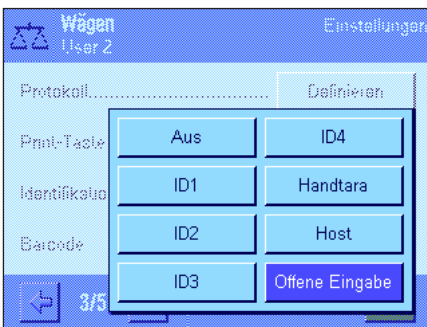 Wägen
Einstellungen
User 2
Protokoll
Definieren
Print-Taste
Identifikatio
Barcode
Aus
ID4
ID1
Handtara
ID2
Host
ID3
Offene Eingabe
3/5